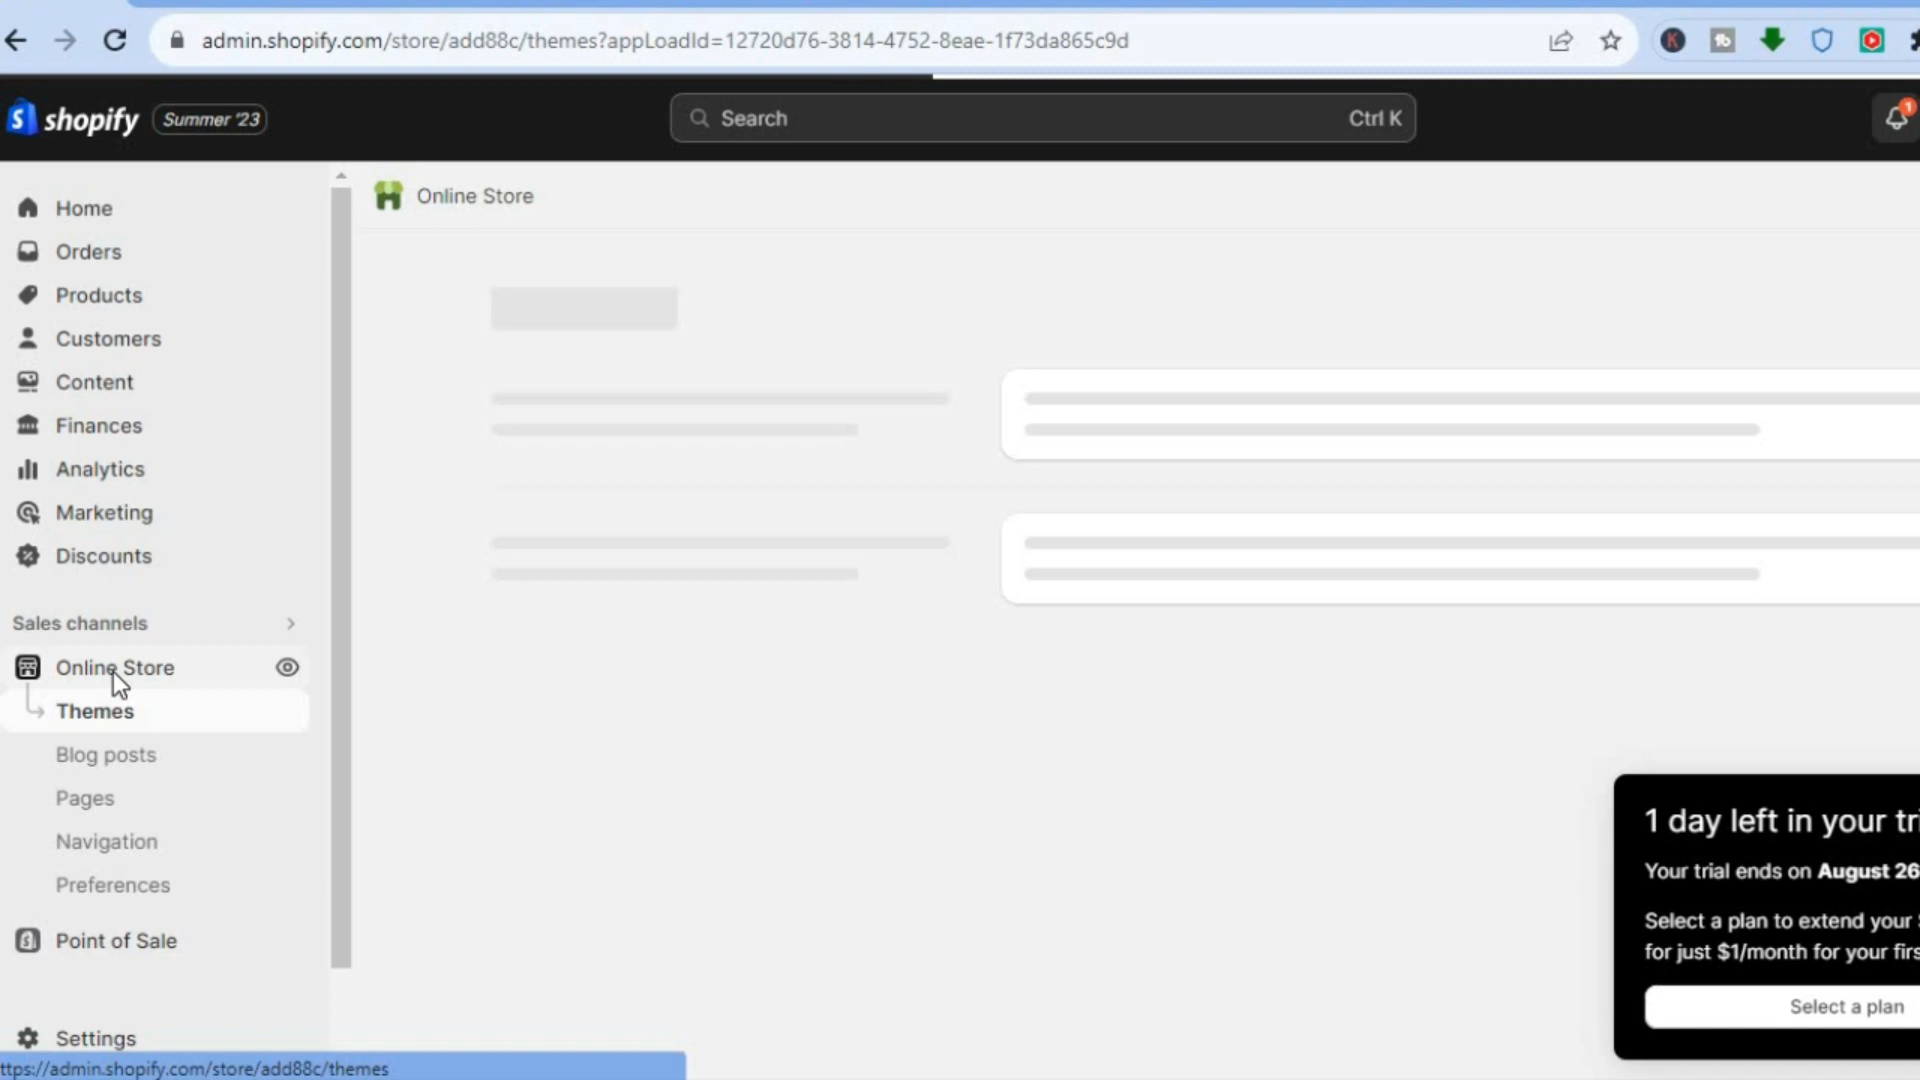 admin.shopify.com/store/add88c/themes?appLoadId=12720d76-3814-4752-8eae-1f73da865c9d
shopify
Summer '23
Search
Ctrl K
1
Home
Orders
Products
Customers
Content
Finances
Analytics
Marketing
Discounts
Sales channels
Online Store
Themes
Blog posts
Pages
Navigation
Preferences
Point of Sale
Settings
ttps://admin.shopify.com/store/add88c/themes
Online Store
1 day left in your tri
Your trial ends on August 26
Select a plan to extend your
for just $1/month for your firs
Select a plan